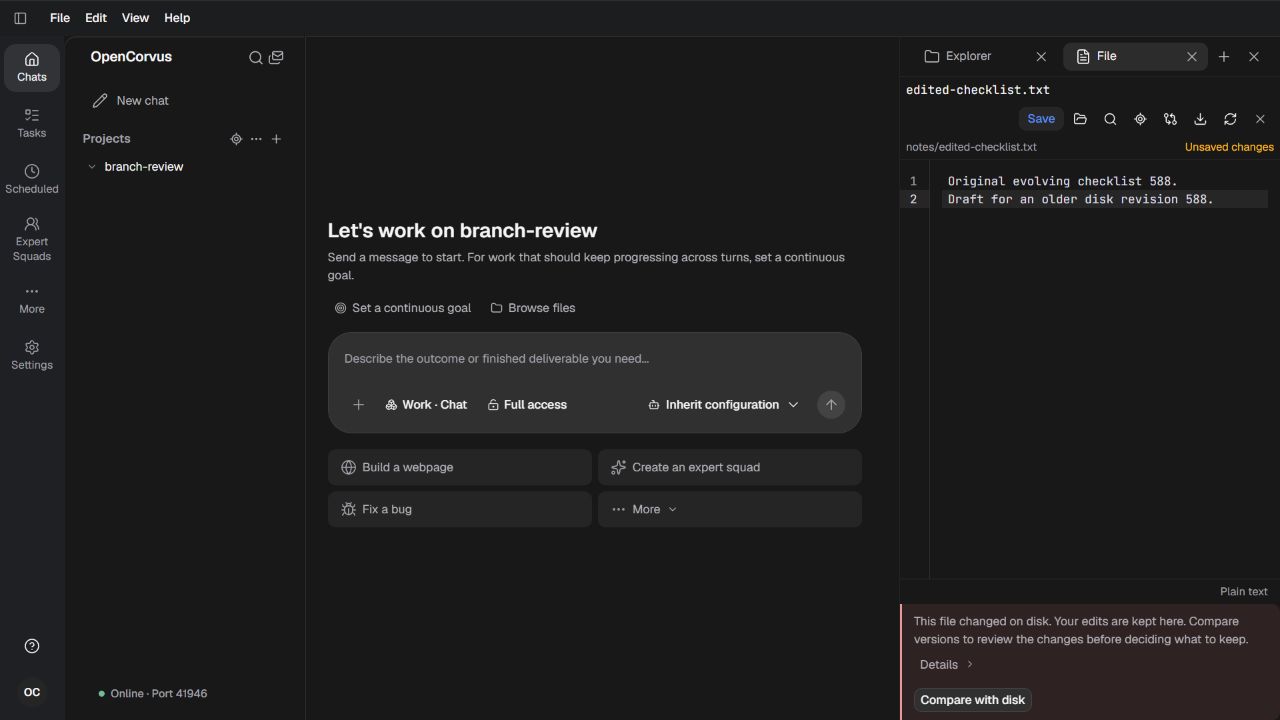 File Edit View Help
Chats
Tasks
Scheduled
Expert
Squads
More
Settings
OC
OpenCorvus
New chat
Projects
branch-review
Online · Port 41946
Let's work on branch-review
Send a message to start. For work that should keep progressing across turns, set a continuous
goal.
Set a continuous goal Browse files
Describe the outcome or finished deliverable you need...
Work · Chat Full access Inherit configuration
Build a webpage Create an expert squad
Fix a bug More
Explorer File
edited-checklist.txt
Save
notes/edited-checklist.txt Unsaved changes
1 Original evolving checklist 588.
2 Draft for an older disk revision 588.
Plain text
This file changed on disk. Your edits are kept here. Compare
versions to review the changes before deciding what to keep.
Details
Compare with disk